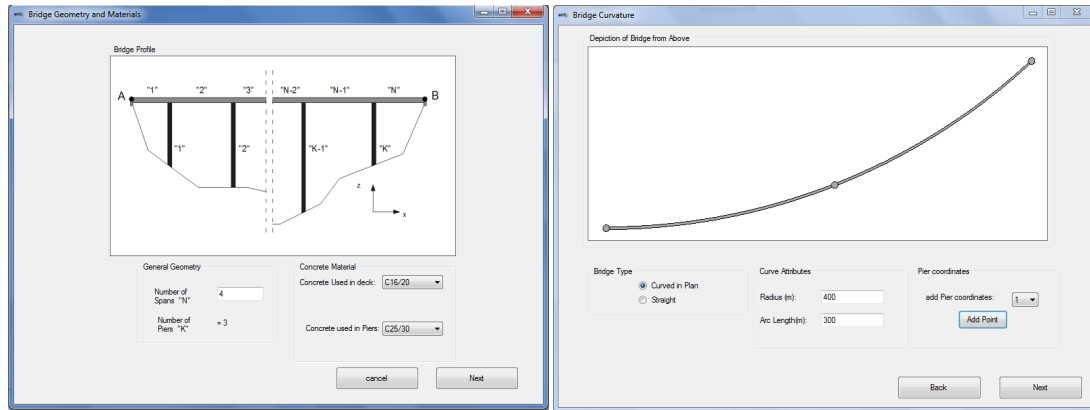 Bridge Geometry and Materials
Bridge Profile
A "1" "2" "3" "N-2" "N-1" "N" B
"1" "2" "K-1" "K"
z
x
General Geometry
Number of Spans "N" 4
Number of Piers "K" = 3
Concrete Material
Concrete Used in deck: C16/20
Concrete used in Piers: C25/30
cancel Next
Bridge Curvature
Depiction of Bridge from Above
Bridge Type
Curved in Plan
Straight
Curve Attributes
Radius (m): 400
Arc Length(m): 300
Pier coordinates
add Pier coordinates: 1
Add Point
Back Next